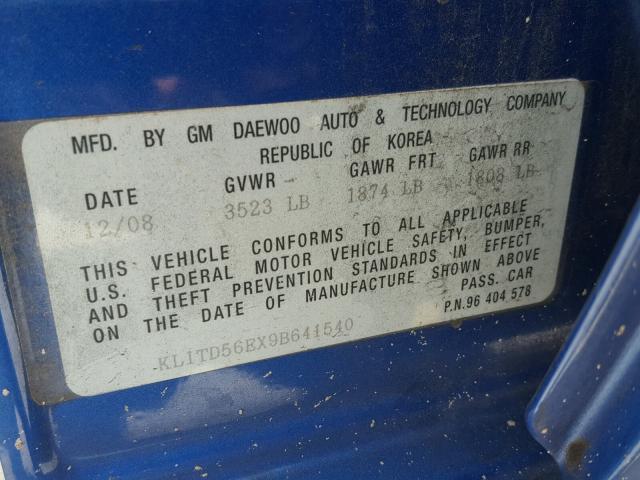 MFD. BY GM DAEWOO AUTO & TECHNOLOGY COMPANY
REPUBLIC OF KOREA
DATE GVWR GAWR FRT GAWR RR
12/08 3523 LB 1874 LB 1808 LB
THIS VEHICLE CONFORMS TO ALL APPLICABLE
U.S. FEDERAL MOTOR VEHICLE SAFETY, BUMPER,
AND THEFT PREVENTION STANDARDS IN EFFECT
ON THE DATE OF MANUFACTURE SHOWN ABOVE
PASS. CAR
P.N.96 404 578
KL1TD56EX9B641540